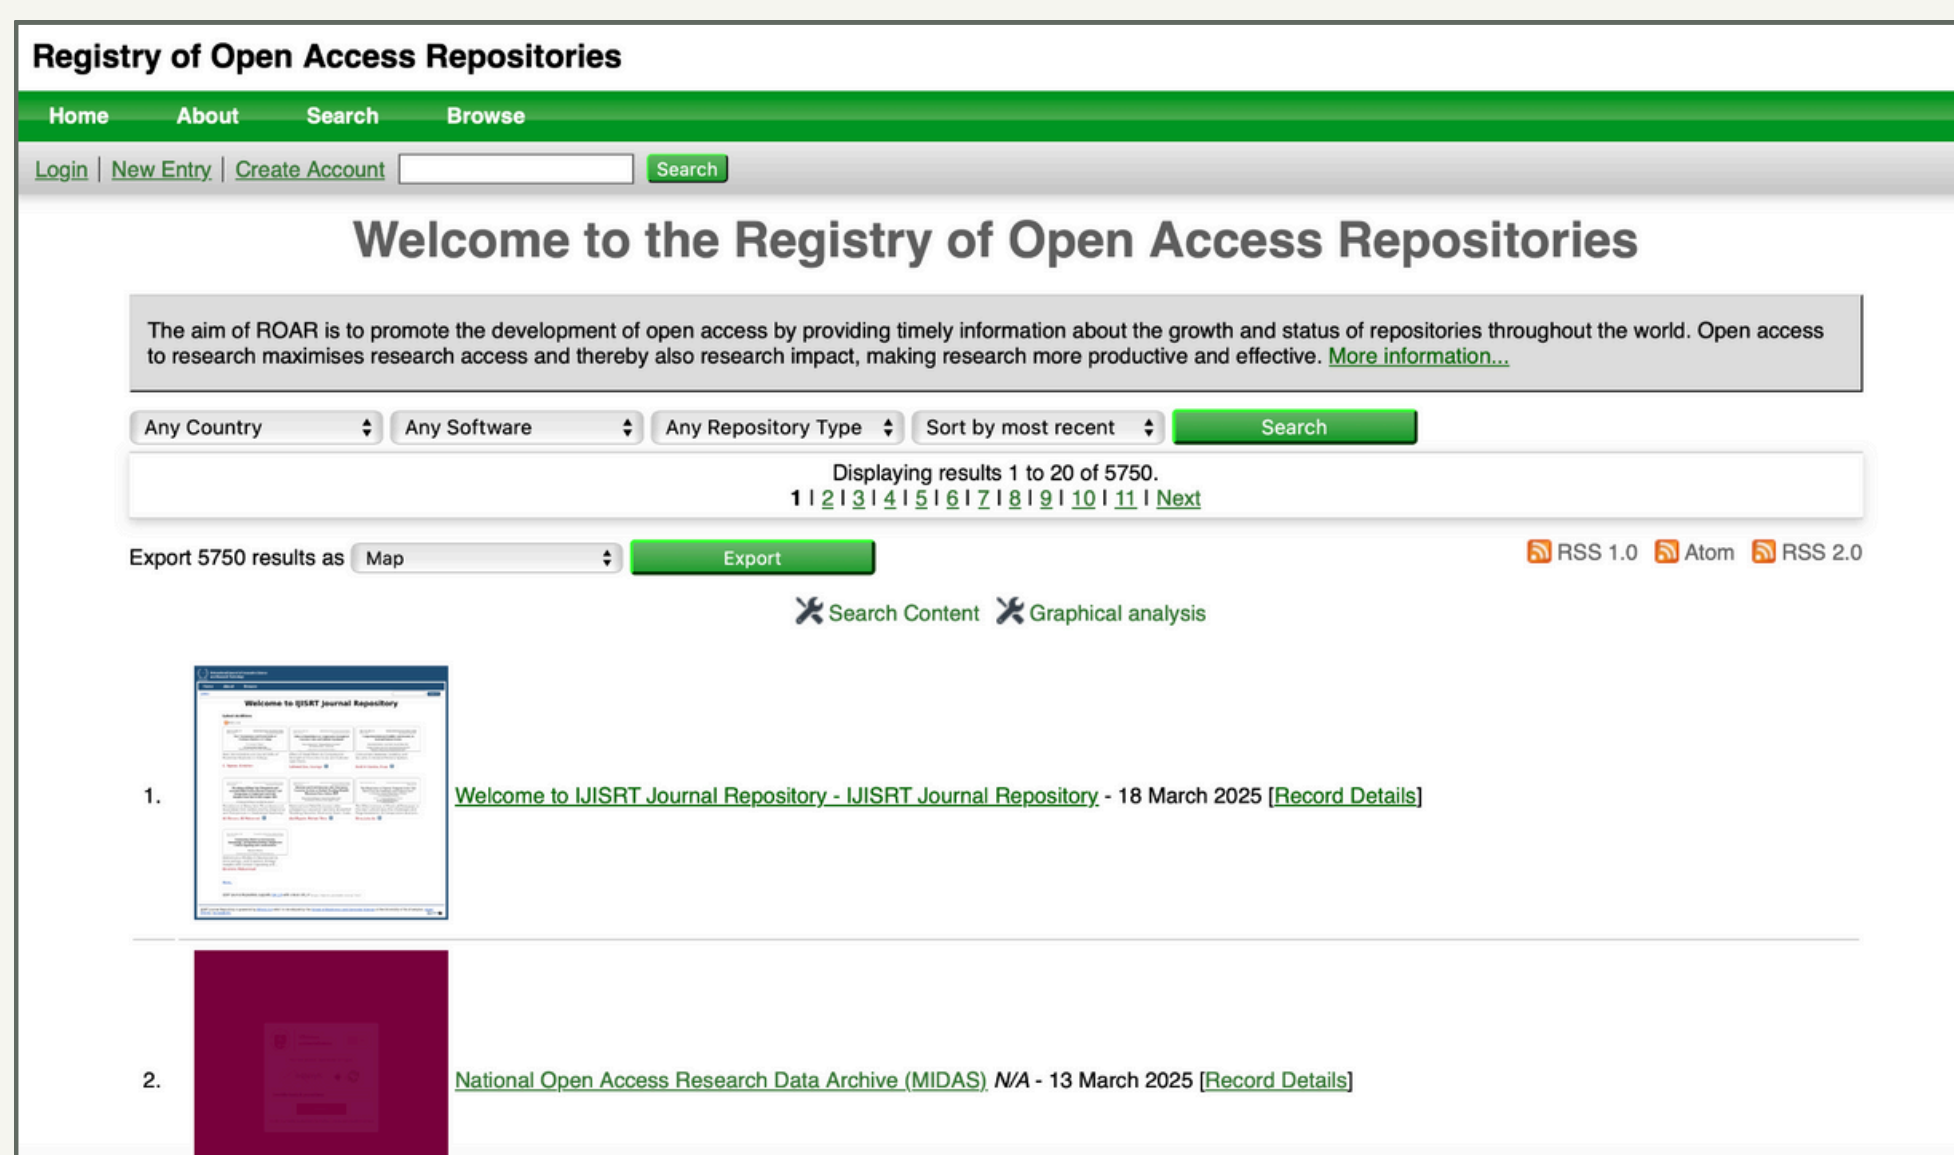 Registry of Open Access Repositories
Home About Search Browse
Login | New Entry | Create Account Search
Welcome to the Registry of Open Access Repositories
The aim of ROAR is to promote the development of open access by providing timely information about the growth and status of repositories throughout the world. Open access
to research maximises research access and thereby also research impact, making research more productive and effective. More information...
Any Country Any Software Any Repository Type Sort by most recent Search
Displaying results 1 to 20 of 5750.
1 | 2 | 3 | 4 | 5 | 6 | 7 | 8 | 9 | 10 | 11 | Next
Export 5750 results as Map Export RSS 1.0 Atom RSS 2.0
Search Content Graphical analysis
Welcome to IJISRT Journal Repository
1. Welcome to IJISRT Journal Repository - IJISRT Journal Repository - 18 March 2025 [Record Details]
2. National Open Access Research Data Archive (MIDAS) N/A - 13 March 2025 [Record Details]